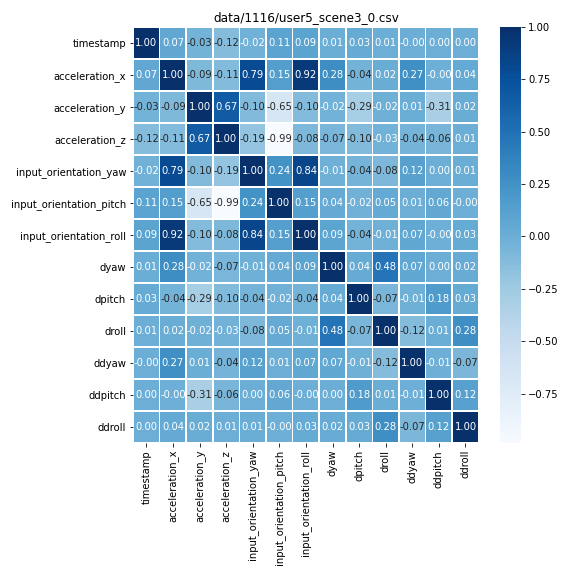 data/1116/user5_scene3_0.csv
timestamp 1.00 0.07 -0.03 -0.12 -0.02 0.11 0.09 0.01 0.03 0.01 -0.00 0.00 0.00
acceleration_x 0.07 1.00 -0.09 -0.11 0.79 0.15 0.92 0.28 -0.04 0.02 0.27 -0.00 0.04
acceleration_y -0.03 -0.09 1.00 0.67 -0.10 -0.65 -0.10 -0.02 -0.29 -0.02 0.01 -0.31 0.02
acceleration_z -0.12 -0.11 0.67 1.00 -0.19 -0.99 -0.08 -0.07 -0.10 -0.03 -0.04 -0.06 0.01
input_orientation_yaw -0.02 0.79 -0.10 -0.19 1.00 0.24 0.84 -0.01 -0.04 -0.08 0.12 0.00 0.01
input_orientation_pitch 0.11 0.15 -0.65 -0.99 0.24 1.00 0.15 0.04 -0.02 0.05 0.01 0.06 -0.00
input_orientation_roll 0.09 0.92 -0.10 -0.08 0.84 0.15 1.00 0.09 -0.04 -0.01 0.07 -0.00 0.03
dyaw 0.01 0.28 -0.02 -0.07 -0.01 0.04 0.09 1.00 0.04 0.48 0.07 0.00 0.02
dpitch 0.03 -0.04 -0.29 -0.10 -0.04 -0.02 -0.04 0.04 1.00 -0.07 -0.01 0.18 0.03
droll 0.01 0.02 -0.02 -0.03 -0.08 0.05 -0.01 0.48 -0.07 1.00 -0.12 0.01 0.28
ddyaw -0.00 0.27 0.01 -0.04 0.12 0.01 0.07 0.07 -0.01 -0.12 1.00 -0.01 -0.07
ddpitch 0.00 -0.00 -0.31 -0.06 0.00 0.06 -0.00 0.00 0.18 0.01 -0.01 1.00 0.12
ddroll 0.00 0.04 0.02 0.01 0.01 -0.00 0.03 0.02 0.03 0.28 -0.07 0.12 1.00
timestamp
acceleration_x
acceleration_y
acceleration_z
input_orientation_yaw
input_orientation_pitch
input_orientation_roll
dyaw
dpitch
droll
ddyaw
ddpitch
ddroll
1.00
0.75
0.50
0.25
0.00
-0.25
-0.50
-0.75